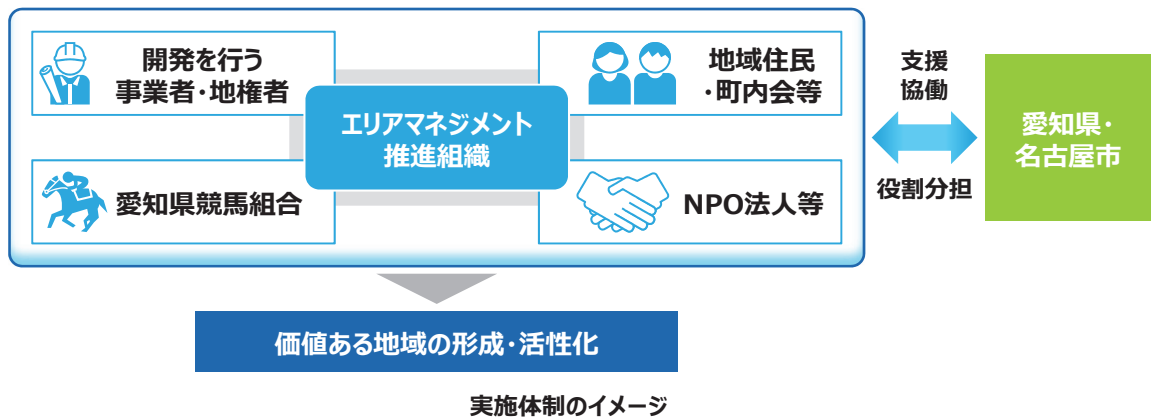 開発を行う
事業者・地権者
地域住民
・町内会等
エリアマネジメント
推進組織
愛知県競馬組合
NPO法人等
支援
協働
役割分担
愛知県・
名古屋市
価値ある地域の形成・活性化
実施体制のイメージ